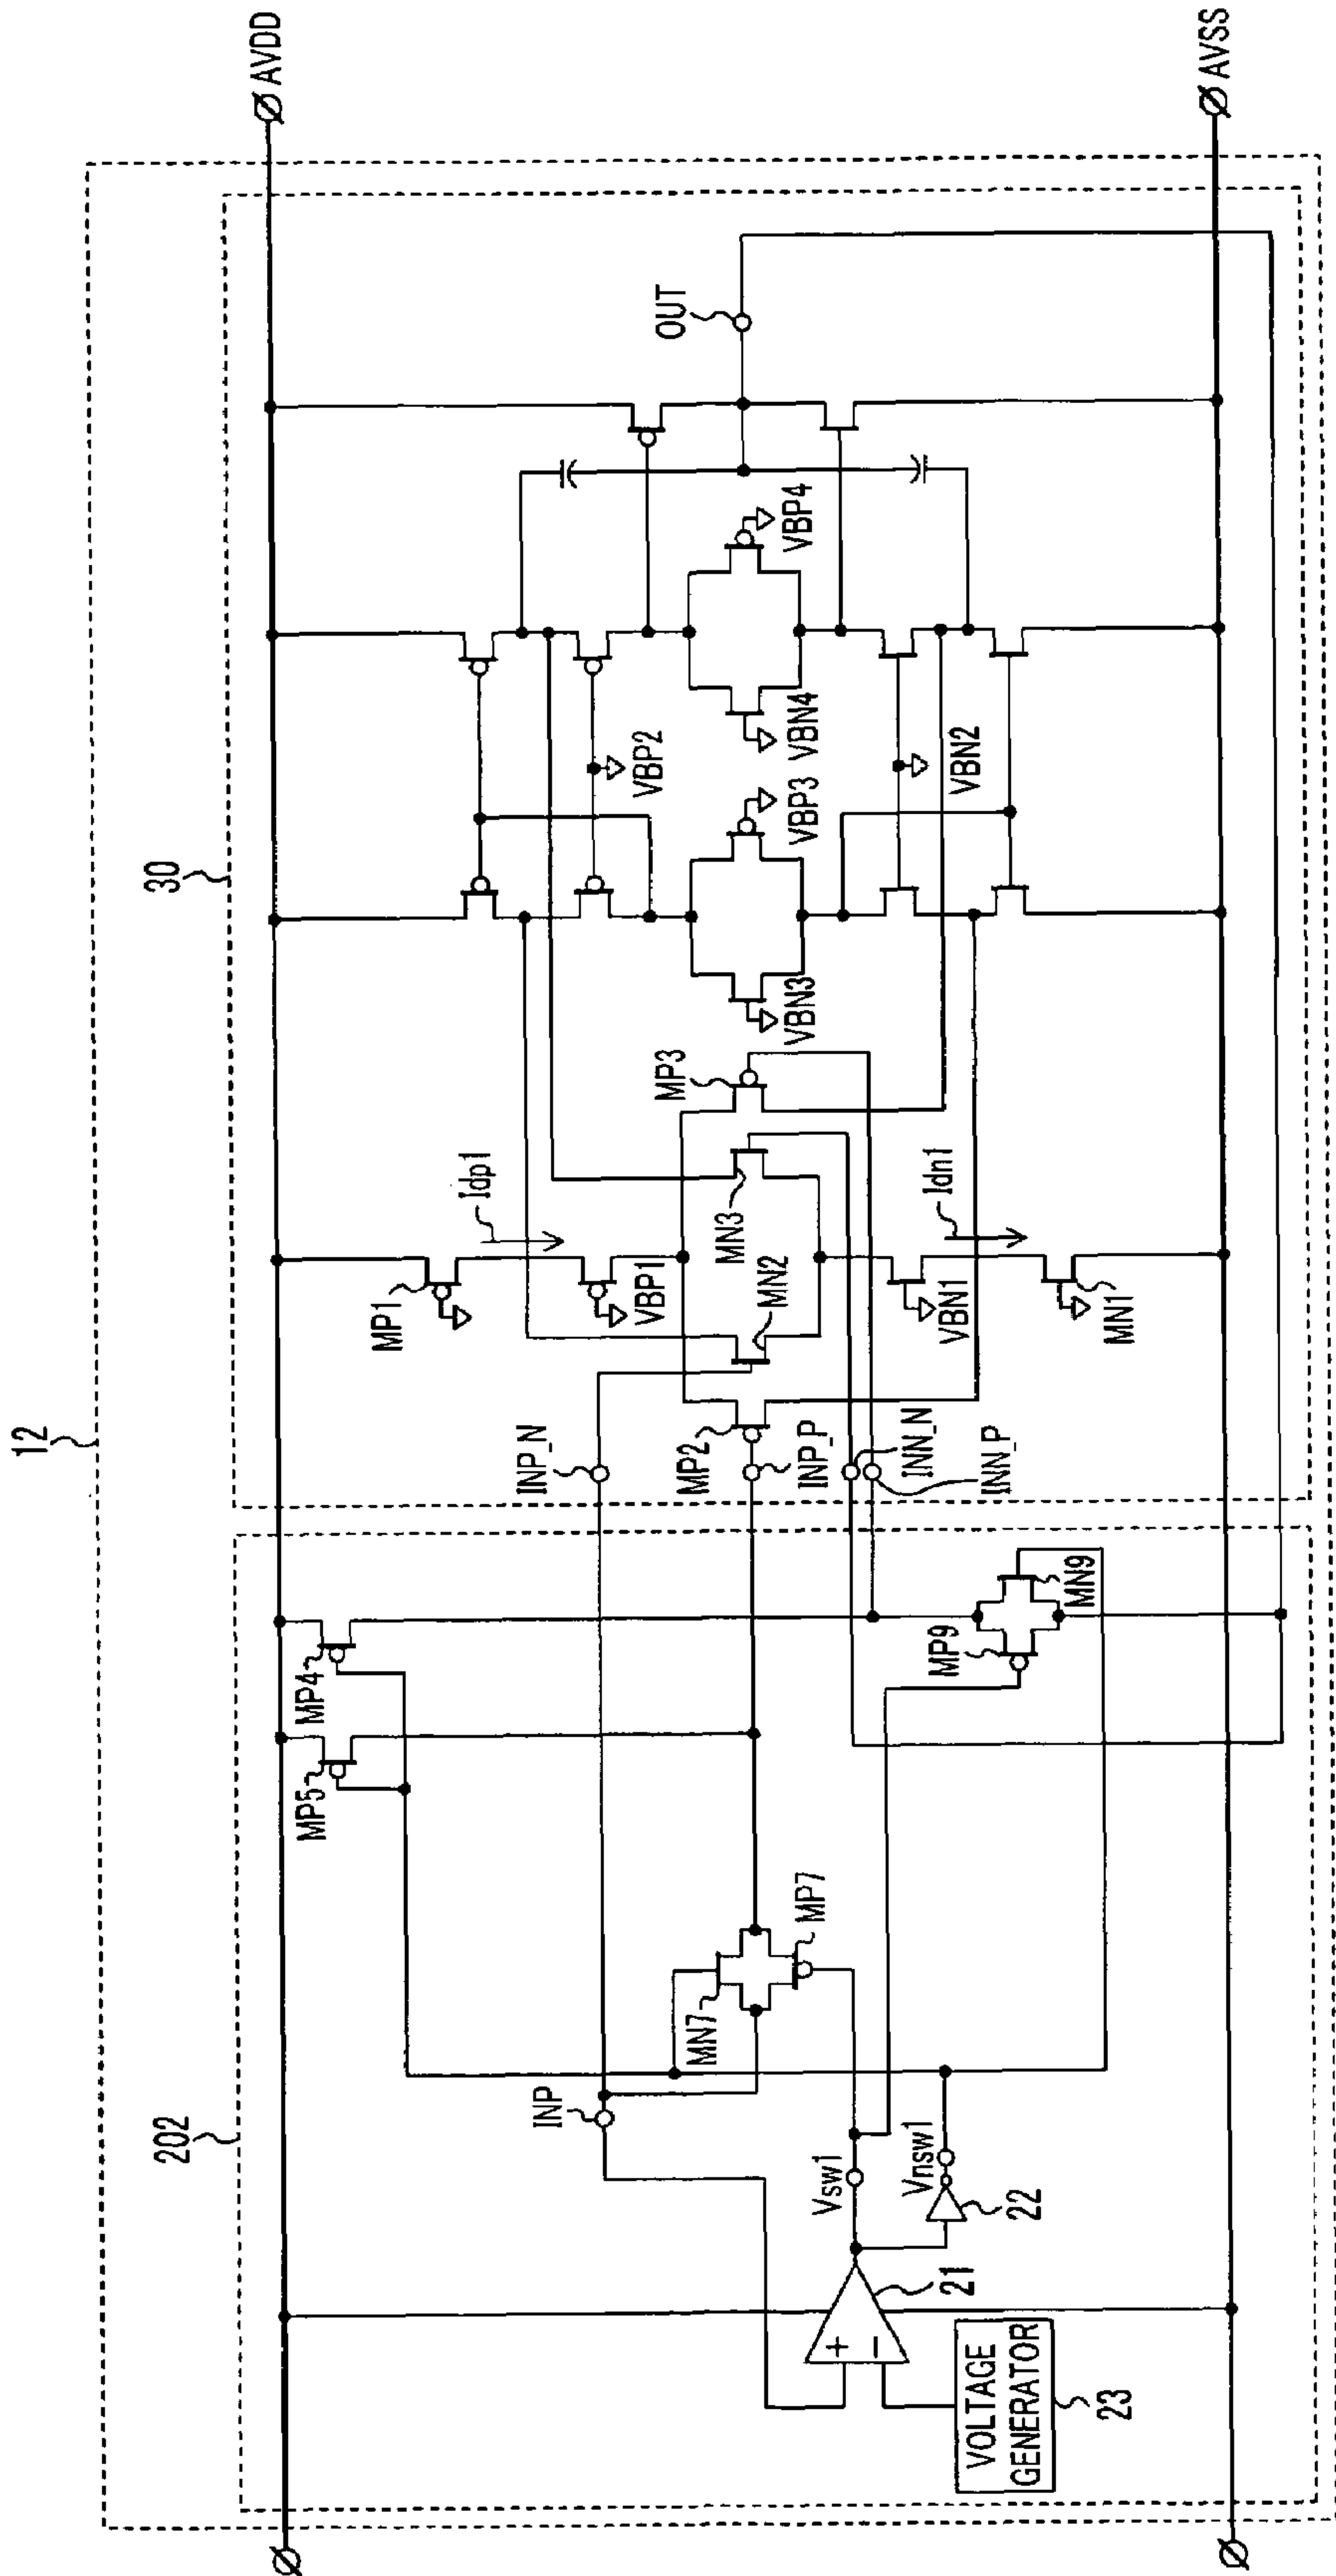 12
202
30
AVDD
AVSS
MP5
MP4
INP
MN7
MP7
Vsw1
Vnsw1
22
21
VOLTAGE
GENERATOR
23
MP9
MN9
INP_N
MP2
INP_P
INN_N
INN_P
MP1
Idp1
VBP1
MN2
MN3
MP3
VBN1
Idn1
MN1
VBN3
VBP3
VBP2
VBN4
VBP4
VBN2
OUT